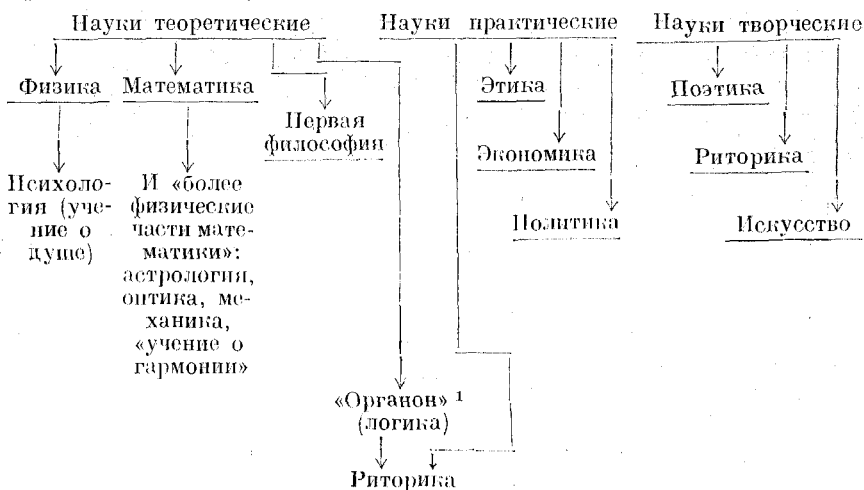 Науки теоретические
Науки практические
Науки творческие
Физика
Математика
Первая
философия
Психоло-
гия (уче-
ние о
душе)
И «более
физические
части мате-
матики»:
астрология,
оптика, ме-
ханика,
«учение о
гармонии»
«Органон» 1
(логика)
Риторика
Этика
Экономика
Политика
Поэтика
Риторика
Искусство